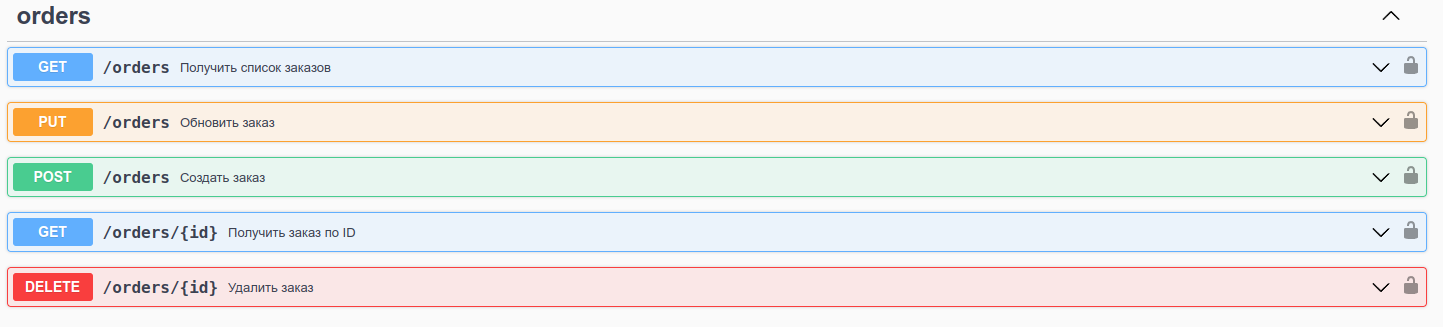 orders
GET /orders Получить список заказов
PUT /orders Обновить заказ
POST /orders Создать заказ
GET /orders/{id} Получить заказ по ID
DELETE /orders/{id} Удалить заказ